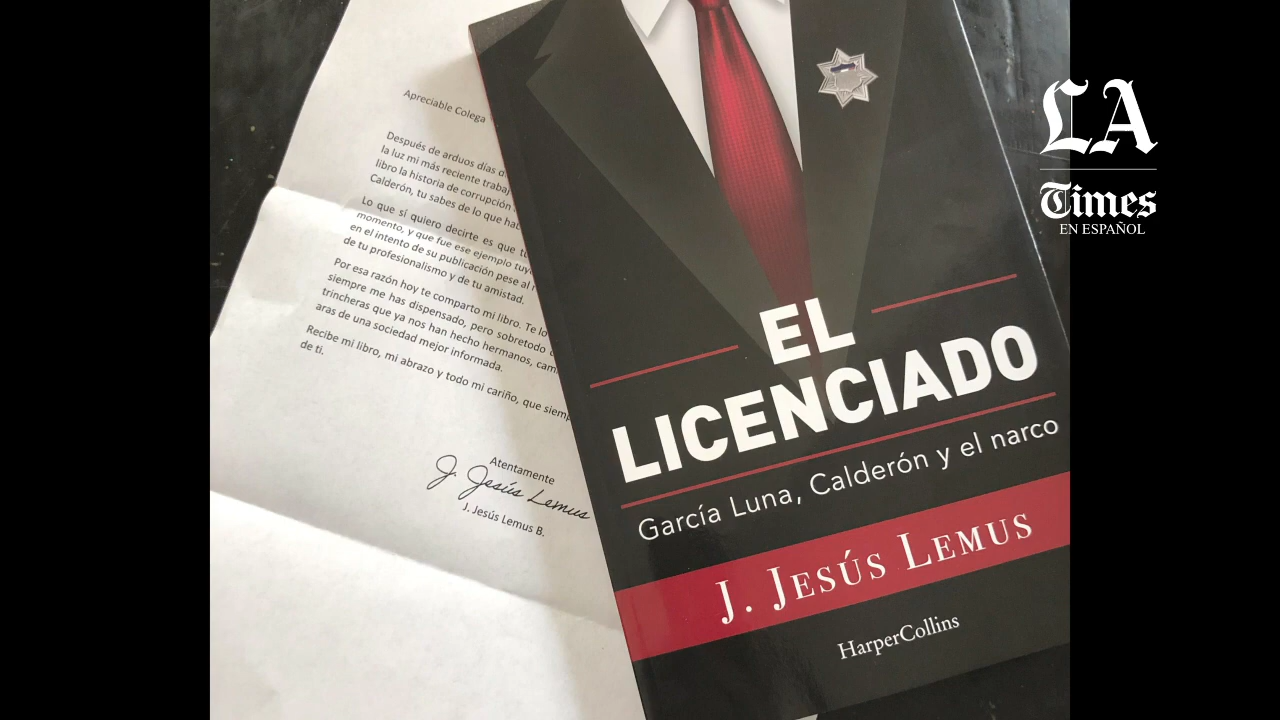 Apreciable Colega
Después de arduos días
la luz mi más reciente
libro la historia de corrupción
Calderón, tu sabes de lo que
Lo que sí quiero decirte es que
momento, y que fue ese ejemplo
en el intento de su publicación pese al
de tu profesionalismo y de tu amistad.
Por esa razón hoy te comparto mi libro. Te lo
siempre me has dispensado, pero sobretodo
trincheras que ya nos han hecho hermanos,
aras de una sociedad mejor informada.
Recibe mi libro, mi abrazo y todo mi cariño, que
de ti.
Atentamente
J. Jesús Lemus
J. Jesús Lemus B.
EL
LICENCIADO
García Luna, Calderón y el narco
J. JESÚS LEMUS
HarperCollins
LA
Times
EN ESPAÑOL